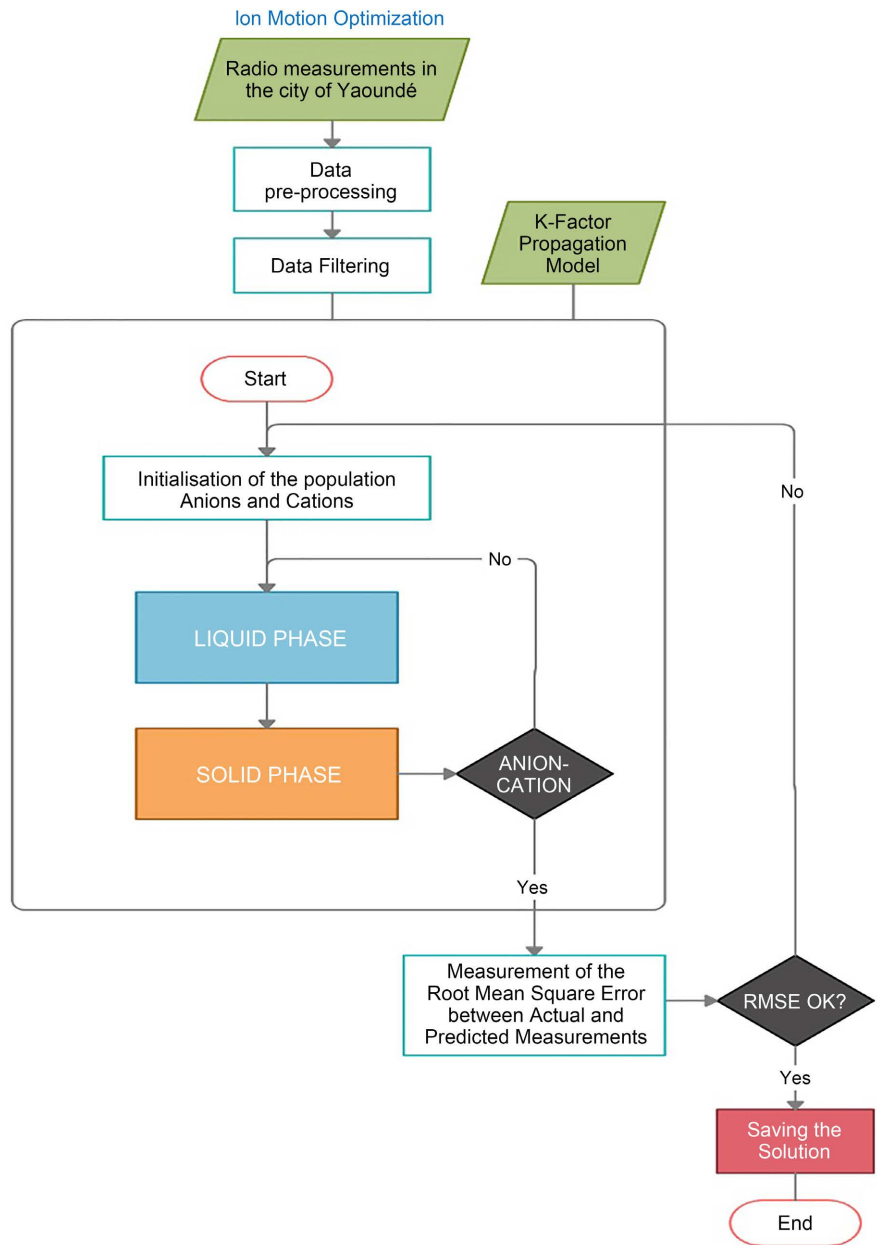 Ion Motion Optimization
Radio measurements in
the city of Yaoundé
Data
pre-processing
Data Filtering
K-Factor
Propagation
Model
Start
Initialisation of the population
Anions and Cations
No
No
LIQUID PHASE
SOLID PHASE
ANION-
CATION
Yes
Measurement of the
Root Mean Square Error
between Actual and
Predicted Measurements
RMSE OK?
Yes
Saving the
Solution
End